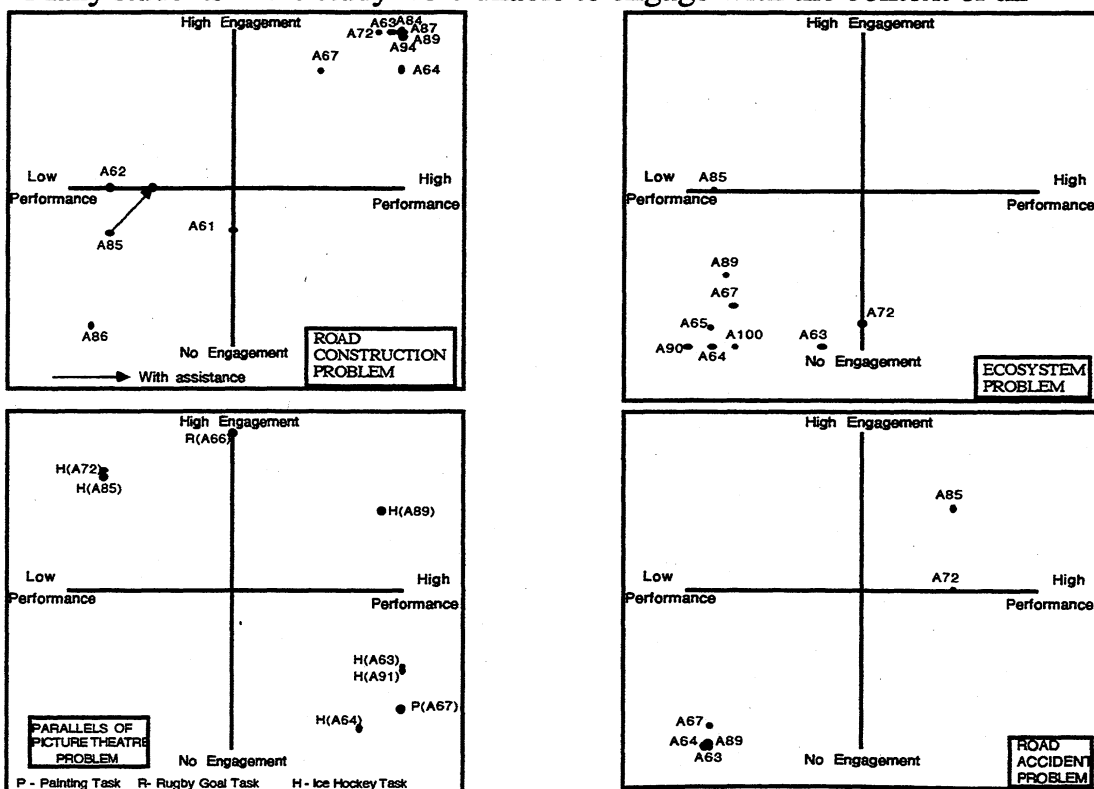 High Engagement
A63 A84
A72 A87
A89
A94
A67
A64
Low Performance
A62
High Performance
A61
A85
A86
No Engagement
ROAD CONSTRUCTION PROBLEM
With assistance
High Engagement
Low Performance
A85
High Performance
A89
A67
A65
A72
A90 A64 A100 A63
No Engagement
ECOSYSTEM PROBLEM
High Engagement
R(A66)
H(A72)
H(A85)
H(A89)
Low Performance
High Performance
H(A63)
H(A91)
P(A67)
H(A64)
PARALLELS OF PICTURE THEATRE PROBLEM
No Engagement
P - Painting Task R- Rugby Goal Task H - Ice Hockey Task
High Engagement
A85
Low Performance
A72
High Performance
A67
A64 A89
A63
No Engagement
ROAD ACCIDENT PROBLEM